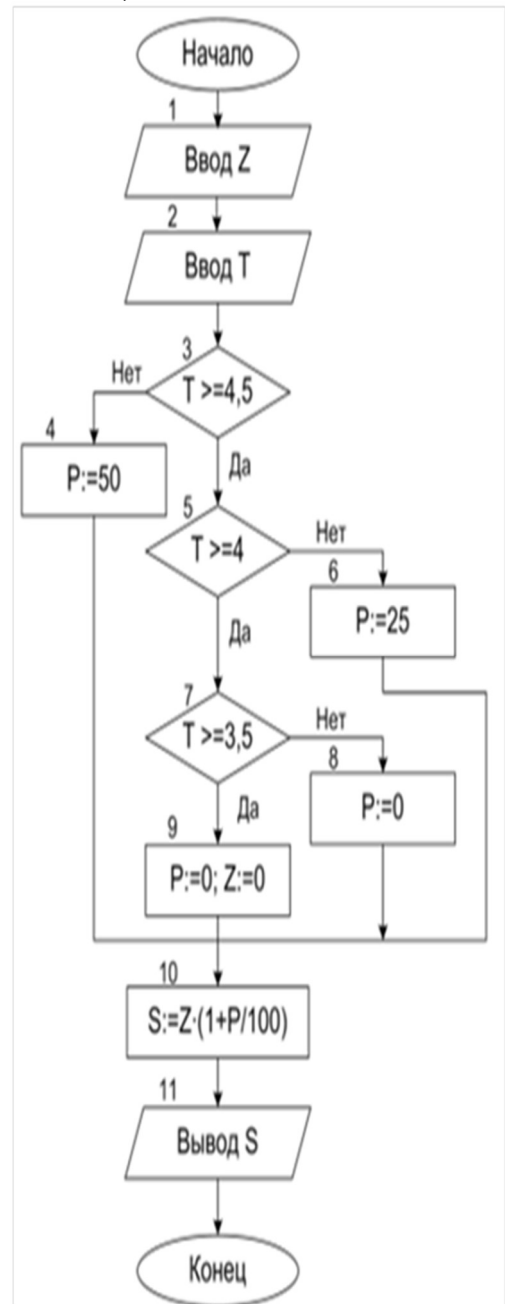 Начало
1
Ввод Z
2
Ввод T
3
Нет
T >=4,5
4
P:=50
Да
5
T >=4
Нет
6
P:=25
Да
7
T >=3,5
Нет
8
P:=0
Да
9
P:=0; Z:=0
10
S:=Z·(1+P/100)
11
Вывод S
Конец